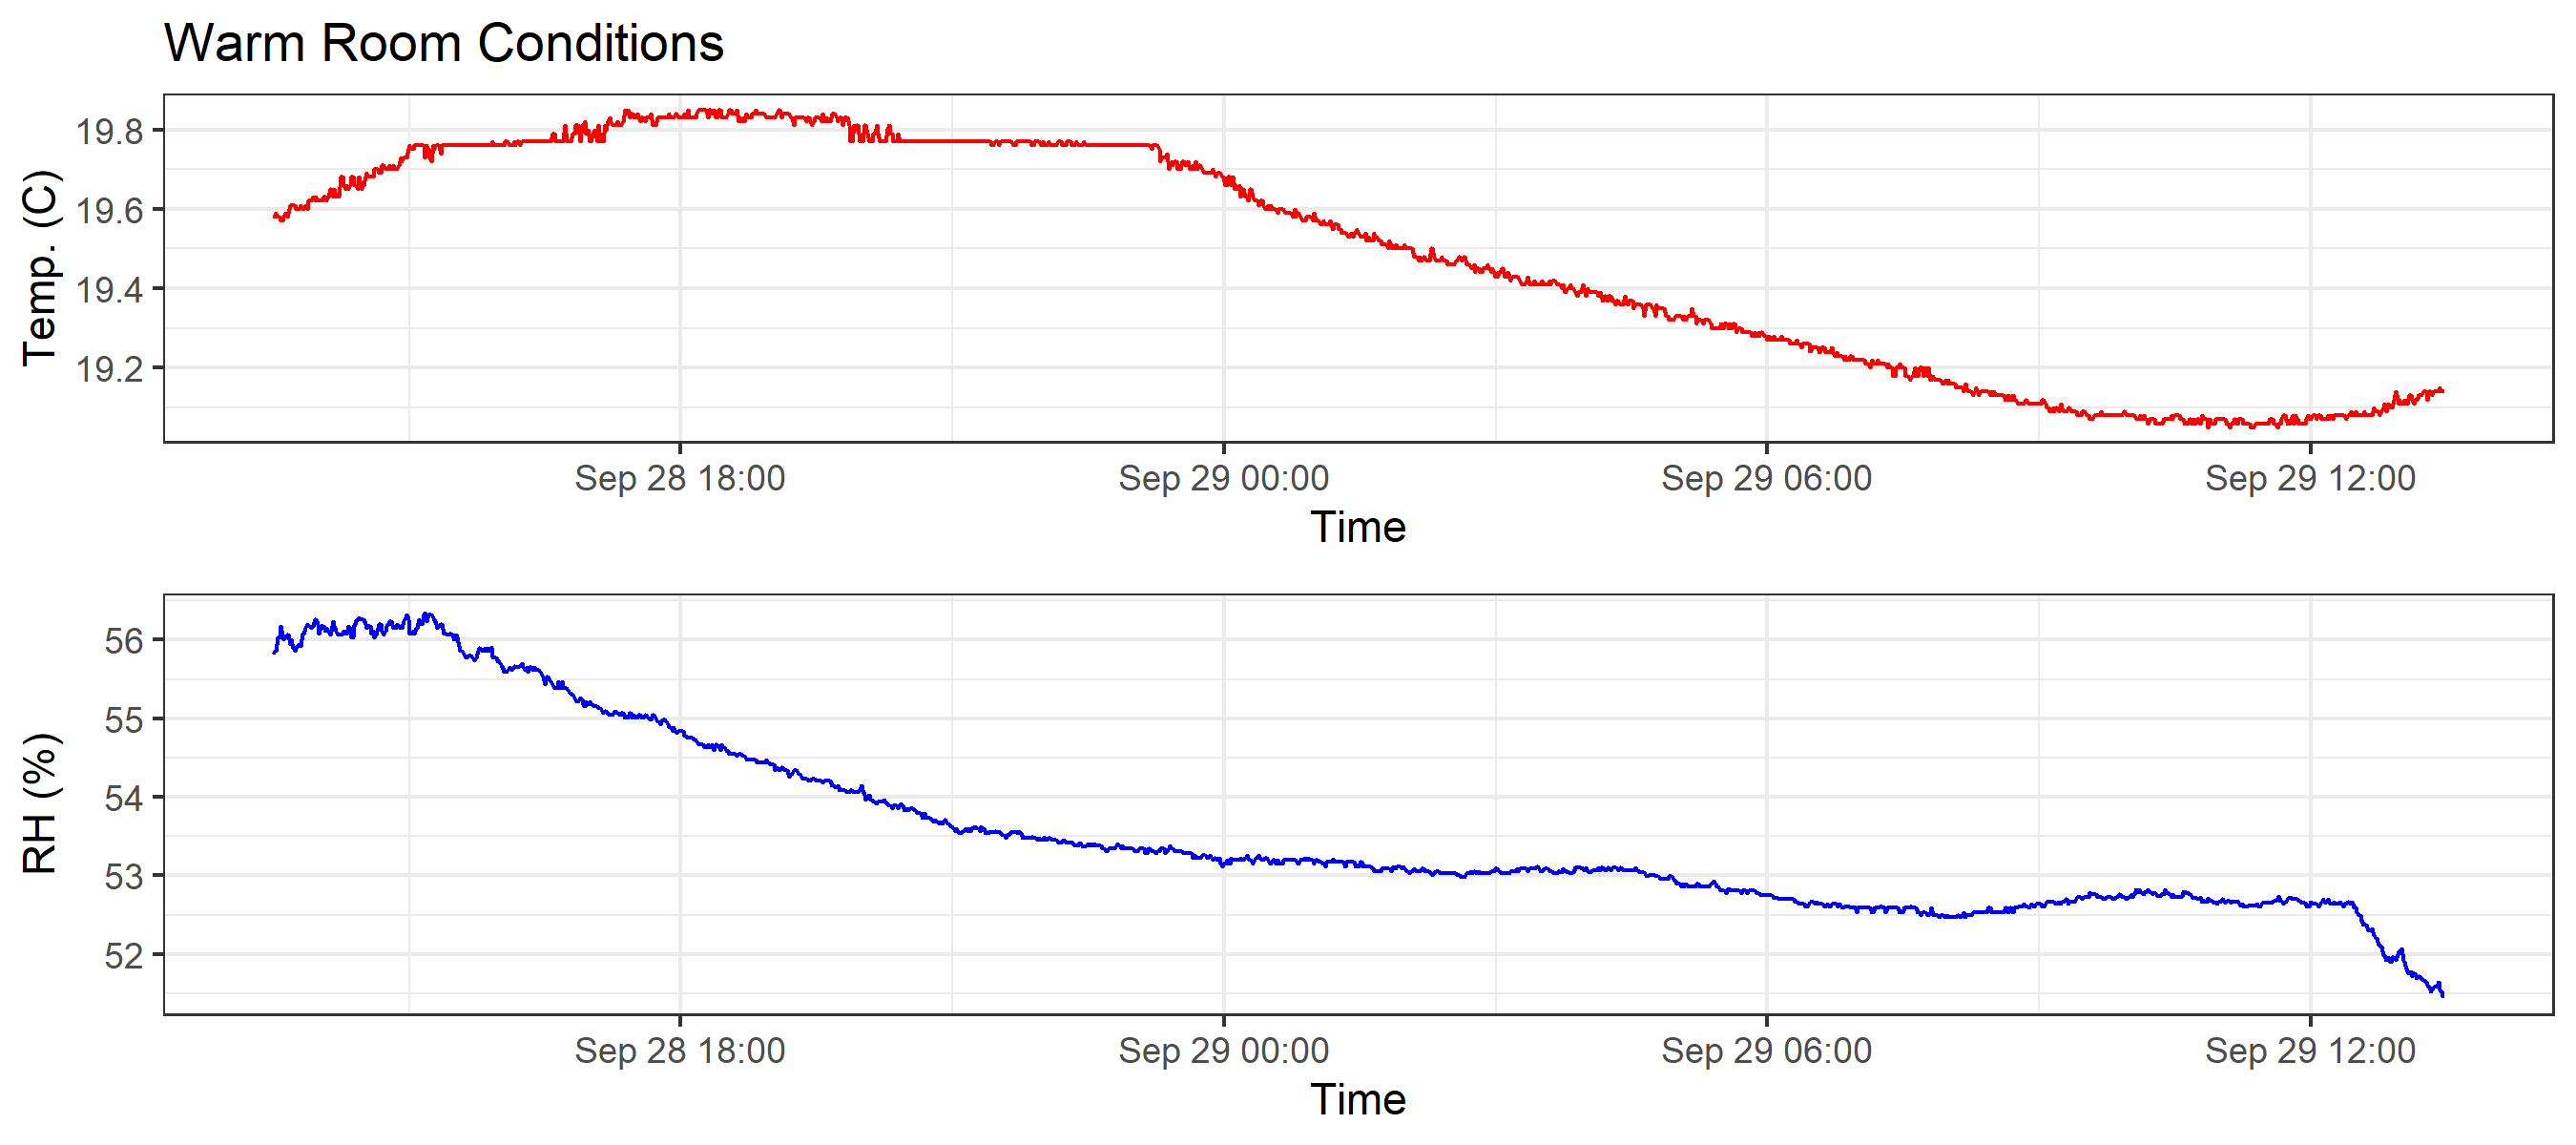 Warm Room Conditions
Temp. (C)
19.8
19.6
19.4
19.2
Sep 28 18:00 Sep 29 00:00 Sep 29 06:00 Sep 29 12:00
Time
RH (%)
56
55
54
53
52
Sep 28 18:00 Sep 29 00:00 Sep 29 06:00 Sep 29 12:00
Time